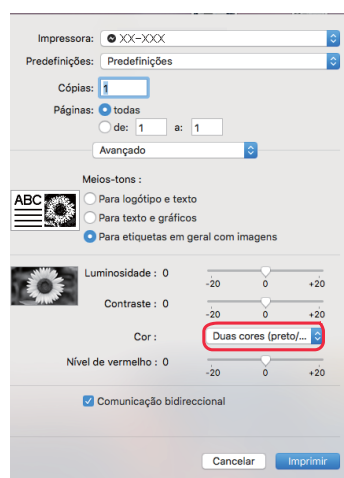 Impressora: XX-XXX
Predefinições: Predefinições
Cópias: 1
Páginas: todas
de: 1 a: 1
Avançado
Meios-tons :
ABC
Para logótipo e texto
Para texto e gráficos
Para etiquetas em geral com imagens
Luminosidade : 0
-20 0 +20
Contraste : 0
-20 0 +20
Cor : Duas cores (preto/...
Nível de vermelho : 0
-20 0 +20
Comunicação bidireccional
Cancelar Imprimir